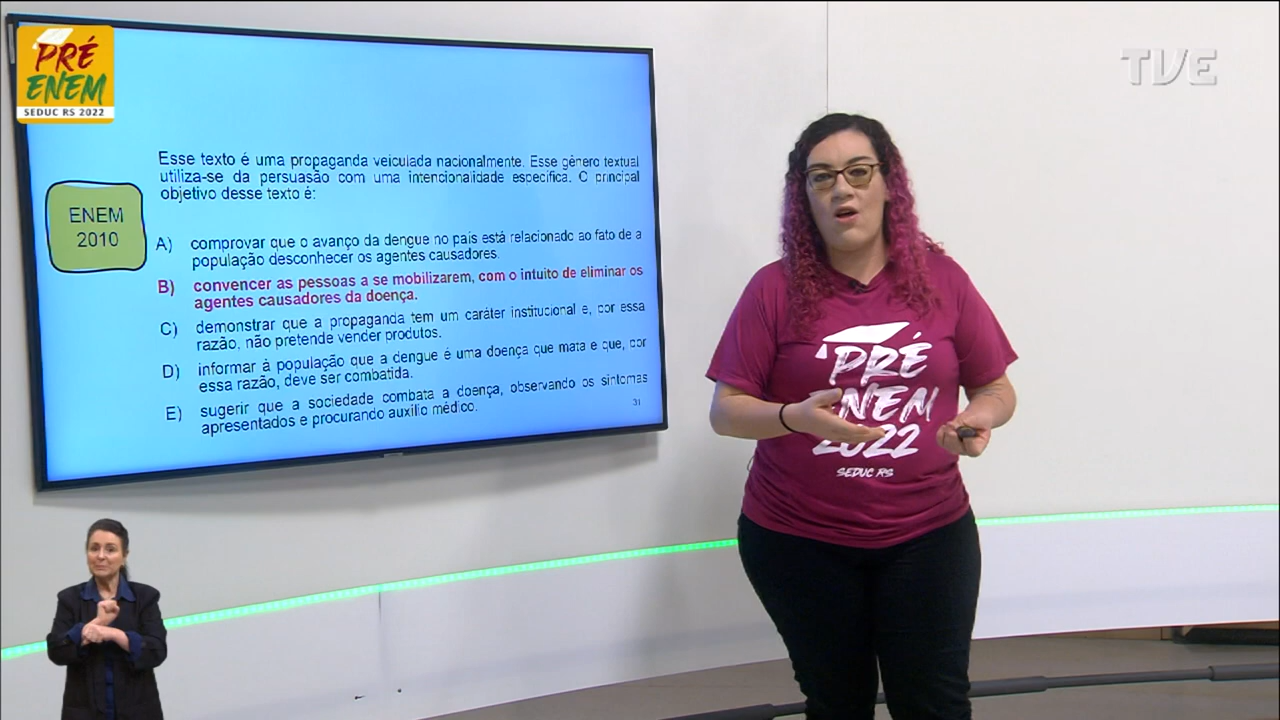 PRÉ
ENEM
SEDUC RS 2022
TVE
Esse texto é uma propaganda veiculada nacionalmente. Esse gênero textual
utiliza-se da persuasão com uma intencionalidade específica. O principal
objetivo desse texto é:
ENEM
2010
A) comprovar que o avanço da dengue no país está relacionado ao fato de a
população desconhecer os agentes causadores.
B) convencer as pessoas a se mobilizarem, com o intuito de eliminar os
agentes causadores da doença.
C) demonstrar que a propaganda tem um caráter institucional e, por essa
razão, não pretende vender produtos.
D) informar à população que a dengue é uma doença que mata e que, por
essa razão, deve ser combatida.
E) sugerir que a sociedade combata a doença, observando os sintomas
apresentados e procurando auxílio médico.
31
PRÉ
ENEM
2022
SEDUC RS